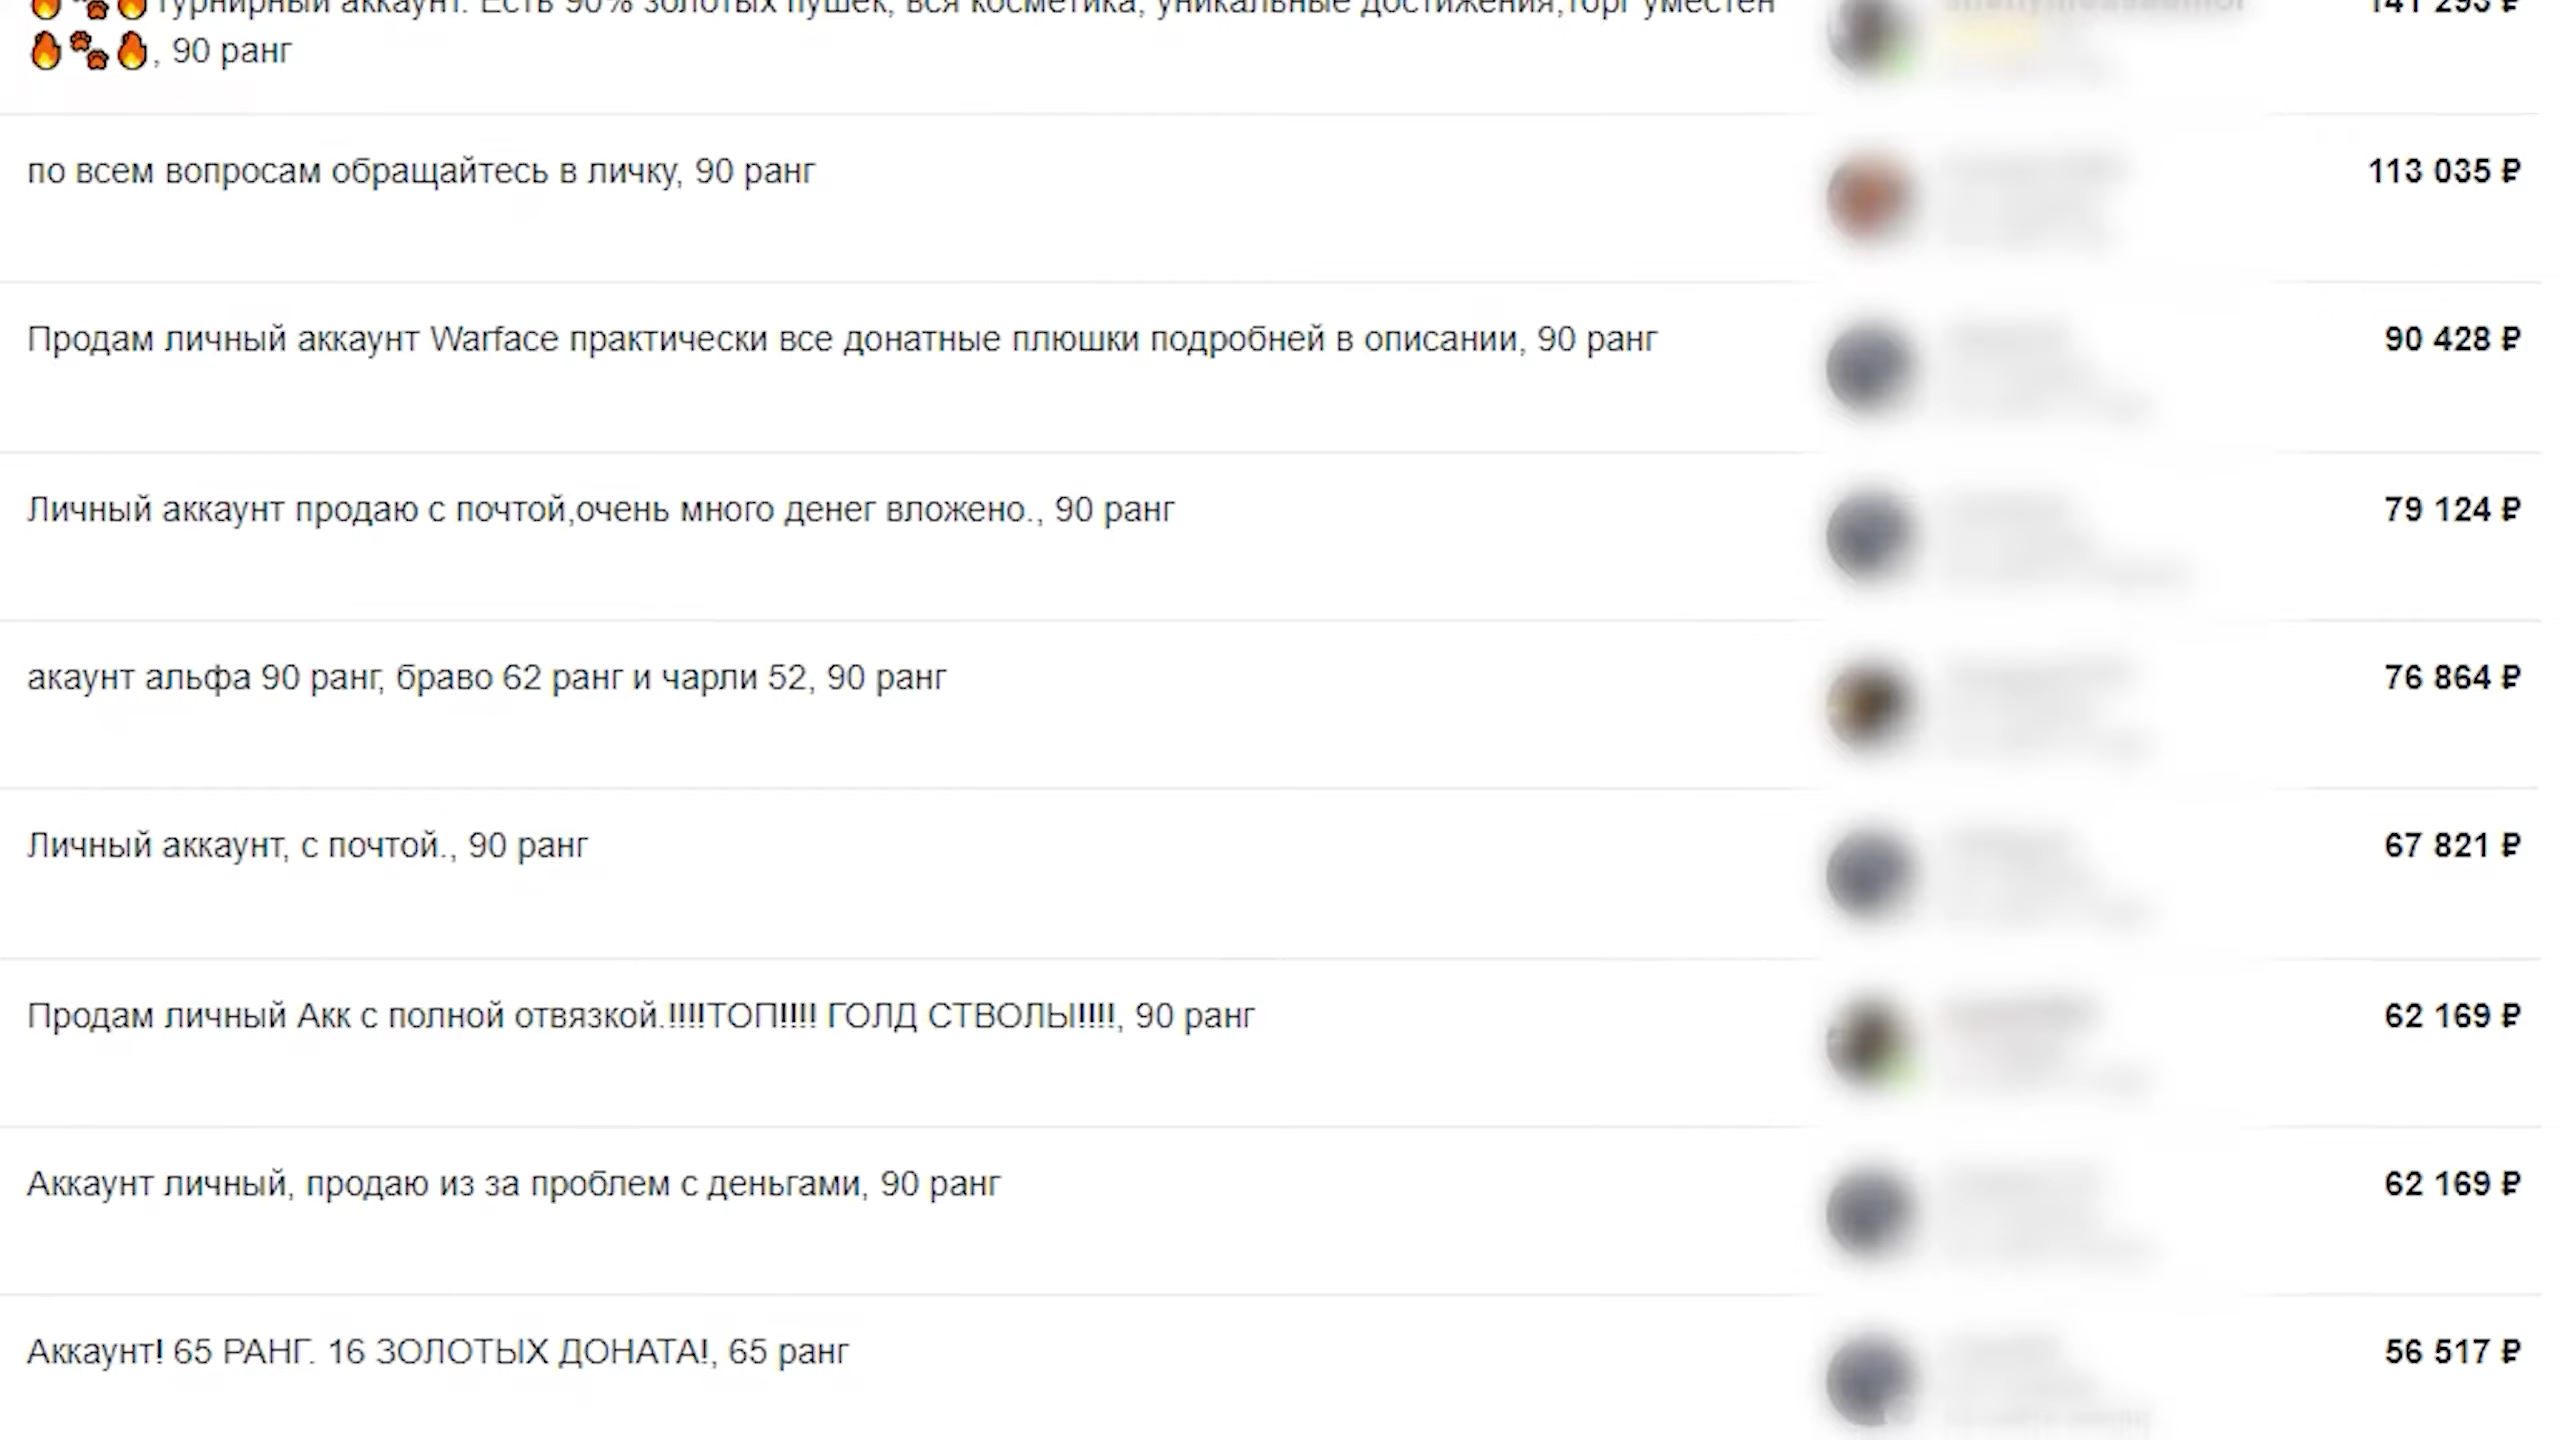 🔥🐾🔥Турнирный аккаунт. Есть 90% золотых пушек, вся косметика, уникальные достижения,торг уместен
141 293 ₽
🔥🐾🔥, 90 ранг
по всем вопросам обращайтесь в личку, 90 ранг
113 035 ₽
Продам личный аккаунт Warface практически все донатные плюшки подробней в описании, 90 ранг
90 428 ₽
Личный аккаунт продаю с почтой,очень много денег вложено., 90 ранг
79 124 ₽
акаунт альфа 90 ранг, браво 62 ранг и чарли 52, 90 ранг
76 864 ₽
Личный аккаунт, с почтой., 90 ранг
67 821 ₽
Продам личный Акк с полной отвязкой.!!!!ТОП!!!! ГОЛД СТВОЛЫ!!!!, 90 ранг
62 169 ₽
Аккаунт личный, продаю из за проблем с деньгами, 90 ранг
62 169 ₽
Аккаунт! 65 РАНГ. 16 ЗОЛОТЫХ ДОНАТА!, 65 ранг
56 517 ₽